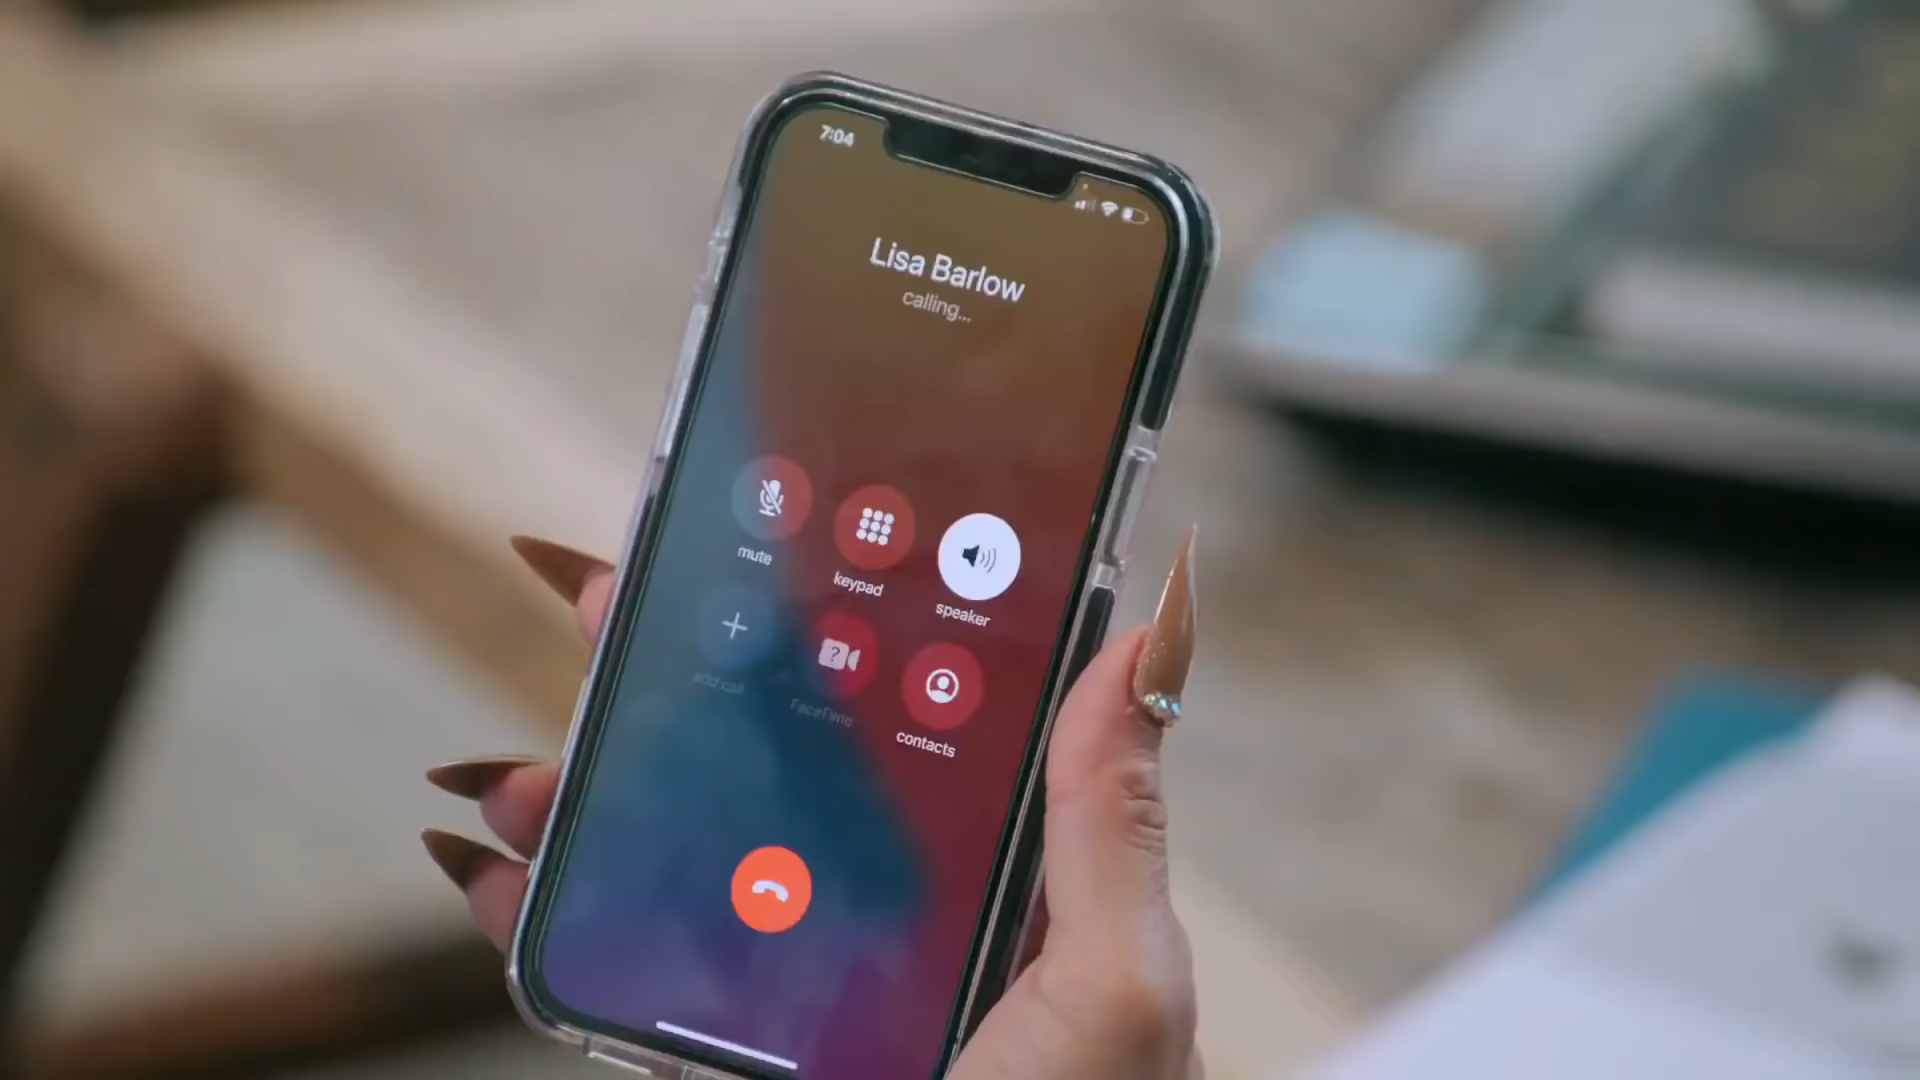 7:04
Lisa Barlow
calling...
mute
keypad
speaker
add call
FaceTime
contacts